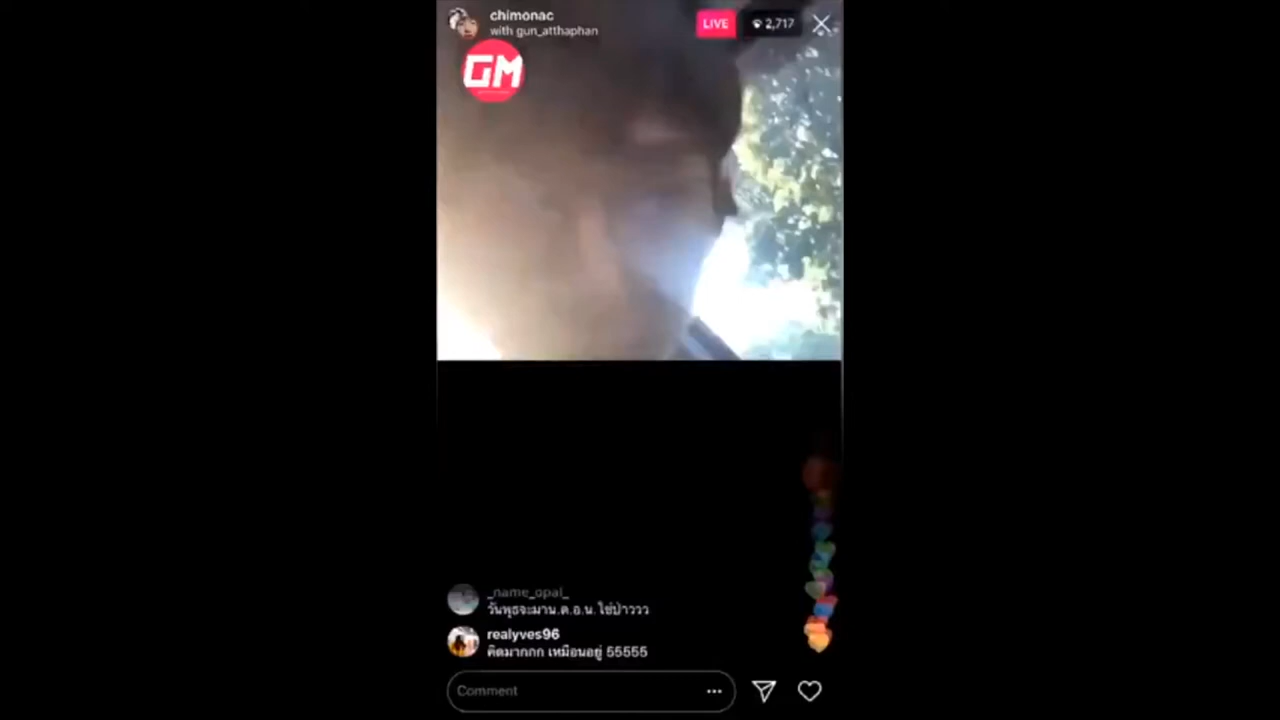 chimonac
with gun_atthaphan
LIVE
2,717
GM
_name_opal_
วันพุธจะมาน.ด.อ.น. ใช่ป่าววว
realyves96
คิดมากกก เหมือนอยู่ 55555
Comment